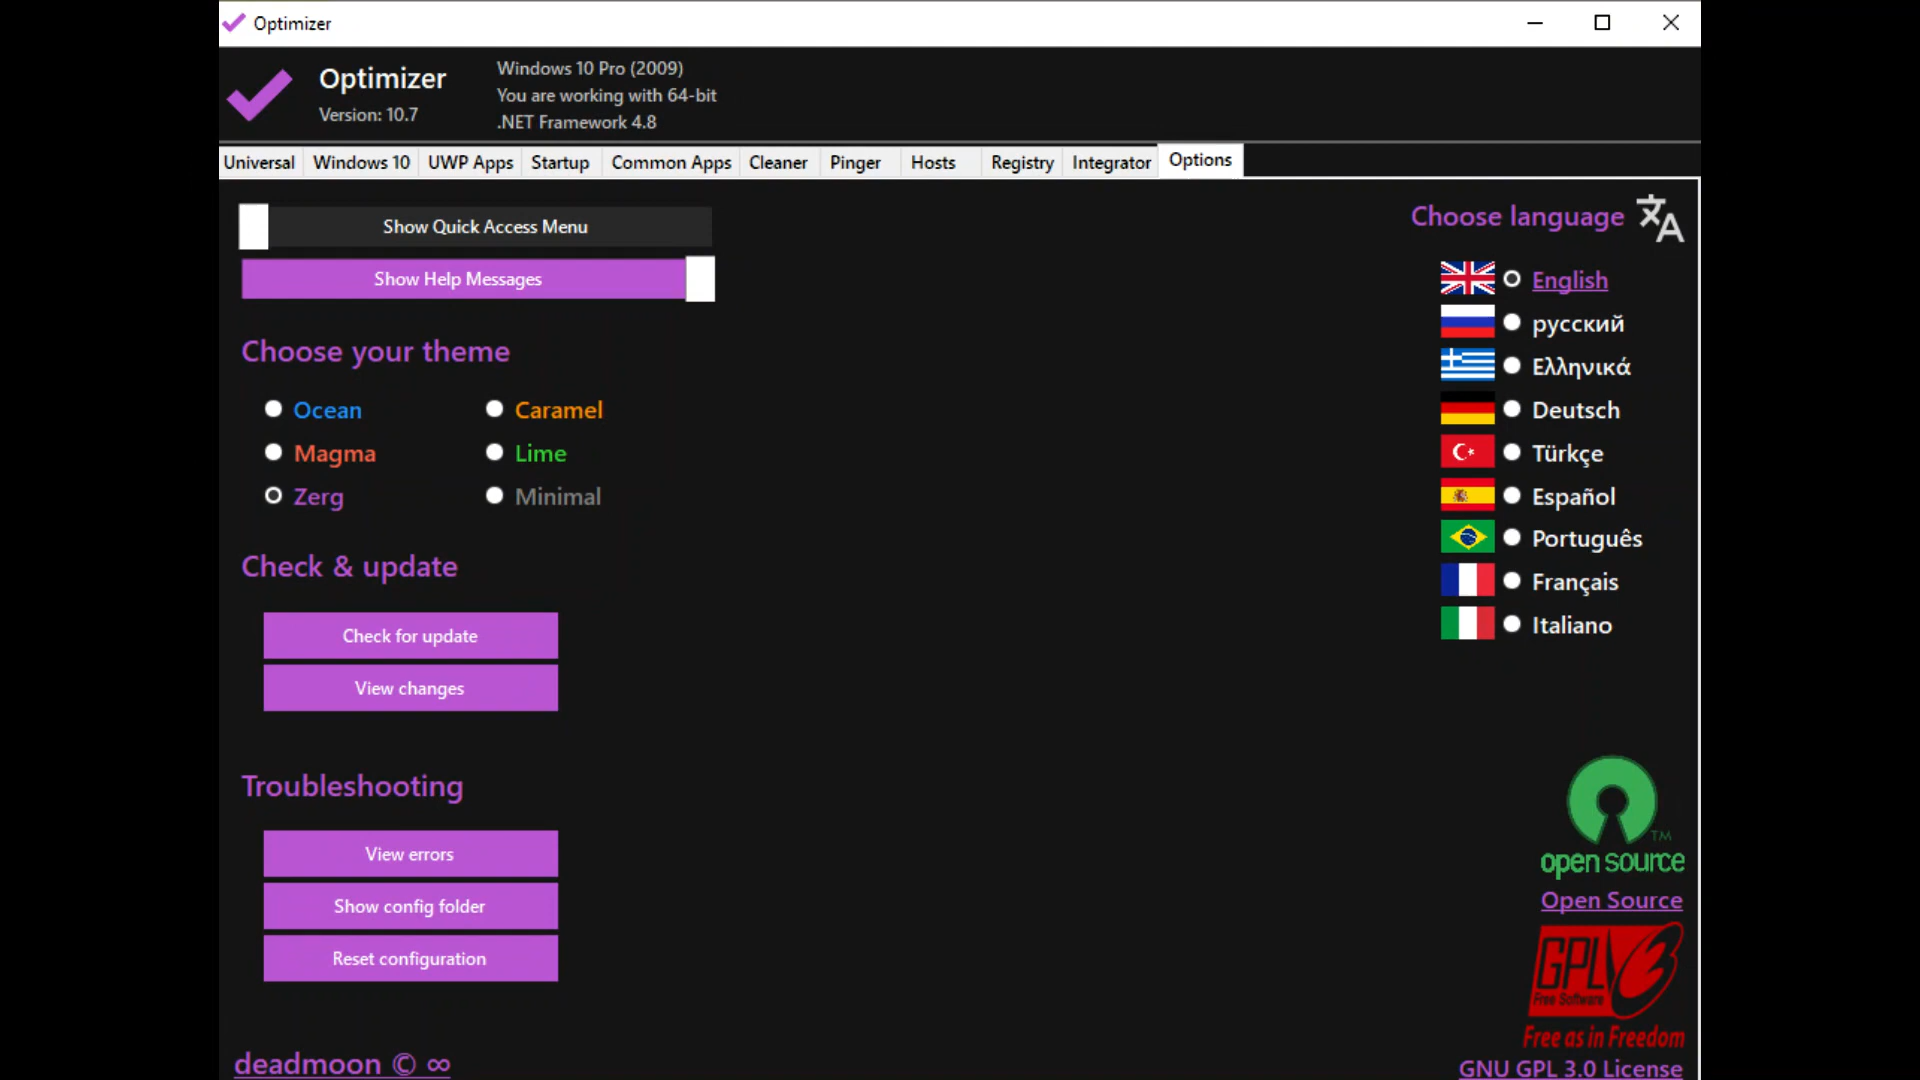 Optimizer
Optimizer
Version: 10.7
Windows 10 Pro (2009)
You are working with 64-bit
.NET Framework 4.8
Universal Windows 10 UWP Apps Startup Common Apps Cleaner Pinger Hosts Registry Integrator Options
Show Quick Access Menu
Show Help Messages
Choose your theme
Ocean Caramel
Magma Lime
Zerg Minimal
Check & update
Check for update
View changes
Troubleshooting
View errors
Show config folder
Reset configuration
deadmoon © ∞
Choose language
English
русский
Ελληνικά
Deutsch
Türkçe
Español
Português
Français
Italiano
TM
open source
Open Source
GPLv3
Free Software
Free as in Freedom
GNU GPL 3.0 License